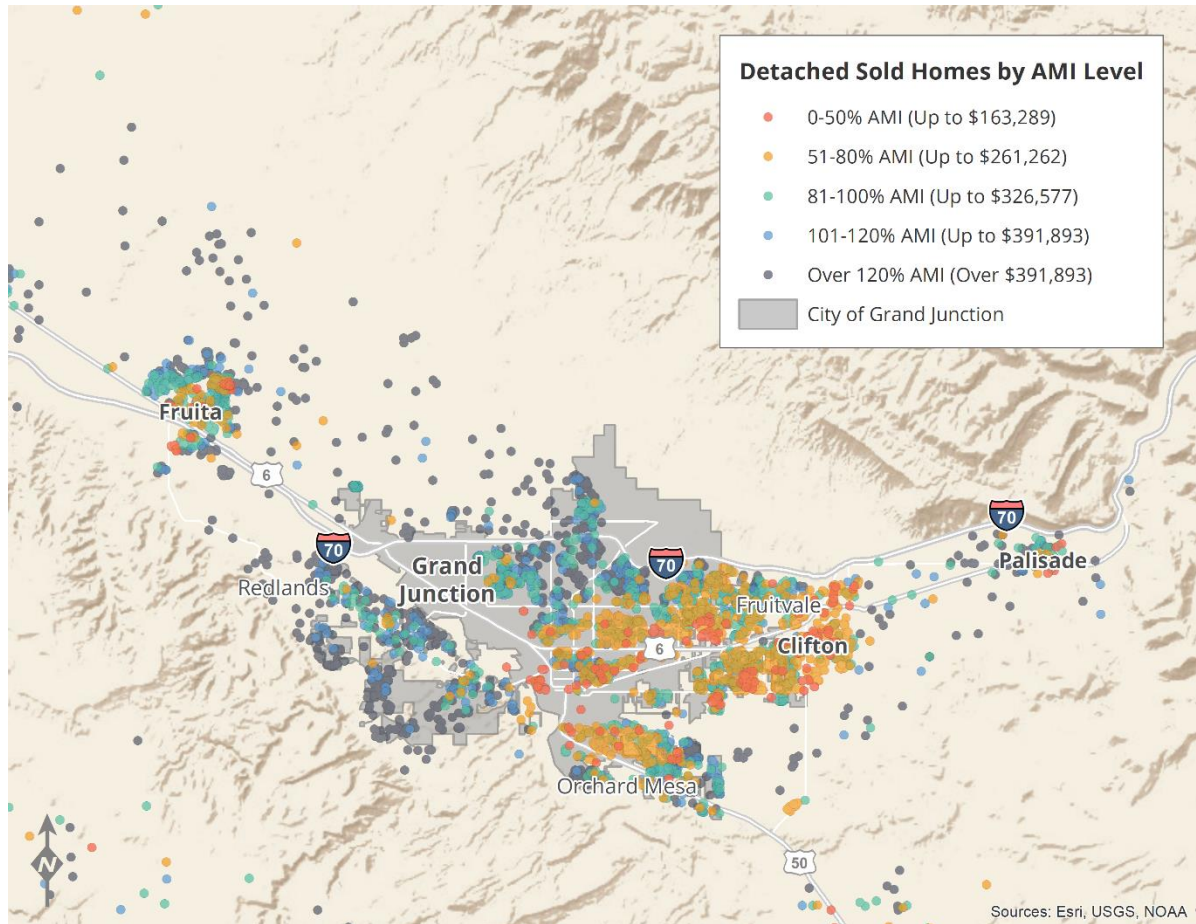 Detached Sold Homes by AMI Level
0-50% AMI (Up to $163,289)
51-80% AMI (Up to $261,262)
81-100% AMI (Up to $326,577)
101-120% AMI (Up to $391,893)
Over 120% AMI (Over $391,893)
City of Grand Junction
Fruita
6
70
Palisade
70
Grand
Junction
70
Redlands
Fruitvale
6
Clifton
Orchard Mesa
50
N
Sources: Esri, USGS, NOAA